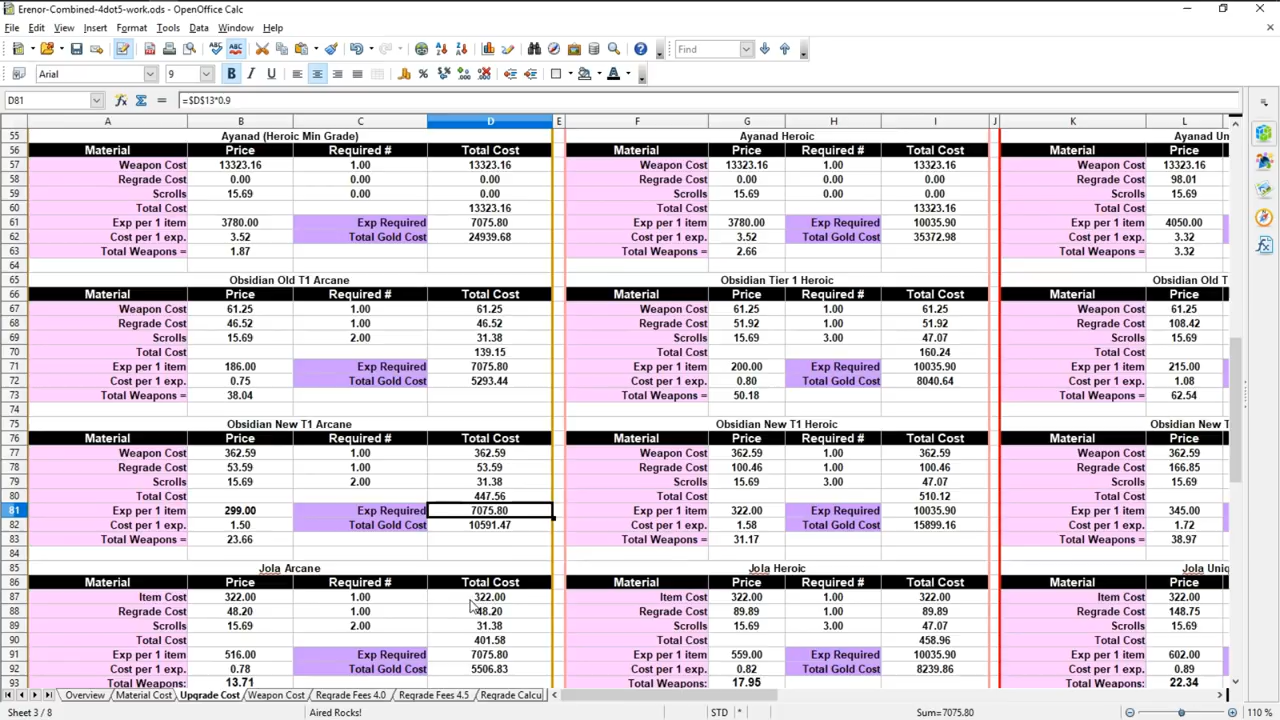 Erenor-Combined-4dot5-work.ods - OpenOffice Calc
File Edit View Insert Format Tools Data Window Help
Find
Arial 9
D81 =$D$13*0.9
A B C D E F G H I J K L
55 Ayanad (Heroic Min Grade) Ayanad Heroic Ayanad Un
56 Material Price Required # Total Cost Material Price Required # Total Cost Material Price
57 Weapon Cost 13323.16 1.00 13323.16 Weapon Cost 13323.16 1.00 13323.16 Weapon Cost 13323.16
58 Regrade Cost 0.00 0.00 0.00 Regrade Cost 0.00 0.00 0.00 Regrade Cost 98.01
59 Scrolls 15.69 0.00 0.00 Scrolls 15.69 0.00 0.00 Scrolls 15.69
60 Total Cost 13323.16 Total Cost 13323.16 Total Cost
61 Exp per 1 item 3780.00 Exp Required 7075.80 Exp per 1 item 3780.00 Exp Required 10035.90 Exp per 1 item 4050.00
62 Cost per 1 exp. 3.52 Total Gold Cost 24939.68 Cost per 1 exp. 3.52 Total Gold Cost 35372.98 Cost per 1 exp. 3.32
63 Total Weapons = 1.87 Total Weapons = 2.66 Total Weapons = 3.32
64
65 Obsidian Old T1 Arcane Obsidian Tier 1 Heroic Obsidian Old T
66 Material Price Required # Total Cost Material Price Required # Total Cost Material Price
67 Weapon Cost 61.25 1.00 61.25 Weapon Cost 61.25 1.00 61.25 Weapon Cost 61.25
68 Regrade Cost 46.52 1.00 46.52 Regrade Cost 51.92 1.00 51.92 Regrade Cost 108.42
69 Scrolls 15.69 2.00 31.38 Scrolls 15.69 3.00 47.07 Scrolls 15.69
70 Total Cost 139.15 Total Cost 160.24 Total Cost
71 Exp per 1 item 186.00 Exp Required 7075.80 Exp per 1 item 200.00 Exp Required 10035.90 Exp per 1 item 215.00
72 Cost per 1 exp. 0.75 Total Gold Cost 5293.44 Cost per 1 exp. 0.80 Total Gold Cost 8040.64 Cost per 1 exp. 1.08
73 Total Weapons = 38.04 Total Weapons = 50.18 Total Weapons = 62.54
74
75 Obsidian New T1 Arcane Obsidian New T1 Heroic Obsidian New T
76 Material Price Required # Total Cost Material Price Required # Total Cost Material Price
77 Weapon Cost 362.59 1.00 362.59 Weapon Cost 362.59 1.00 362.59 Weapon Cost 362.59
78 Regrade Cost 53.59 1.00 53.59 Regrade Cost 100.46 1.00 100.46 Regrade Cost 166.85
79 Scrolls 15.69 2.00 31.38 Scrolls 15.69 3.00 47.07 Scrolls 15.69
80 Total Cost 447.56 Total Cost 510.12 Total Cost
81 Exp per 1 item 299.00 Exp Required 7075.80 Exp per 1 item 322.00 Exp Required 10035.90 Exp per 1 item 345.00
82 Cost per 1 exp. 1.50 Total Gold Cost 10591.47 Cost per 1 exp. 1.58 Total Gold Cost 15899.16 Cost per 1 exp. 1.72
83 Total Weapons = 23.66 Total Weapons = 31.17 Total Weapons = 38.97
84
85 Jola Arcane Jola Heroic Jola Uniq
86 Material Price Required # Total Cost Material Price Required # Total Cost Material Price
87 Item Cost 322.00 1.00 322.00 Item Cost 322.00 1.00 322.00 Item Cost 322.00
88 Regrade Cost 48.20 1.00 48.20 Regrade Cost 89.89 1.00 89.89 Regrade Cost 148.75
89 Scrolls 15.69 2.00 31.38 Scrolls 15.69 3.00 47.07 Scrolls 15.69
90 Total Cost 401.58 Total Cost 458.96 Total Cost
91 Exp per 1 item 516.00 Exp Required 7075.80 Exp per 1 item 559.00 Exp Required 10035.90 Exp per 1 item 602.00
92 Cost per 1 exp. 0.78 Total Gold Cost 5506.83 Cost per 1 exp. 0.82 Total Gold Cost 8239.86 Cost per 1 exp. 0.89
93 Total Weapons: 13.71 Total Weapons: 17.95 Total Weapons: 22.34
Overview Material Cost Upgrade Cost Weapon Cost Regrade Fees 4.0 Regrade Fees 4.5 Regrade Calcu
Sheet 3 / 8 Aired Rocks! STD * Sum=7075.80 110 %